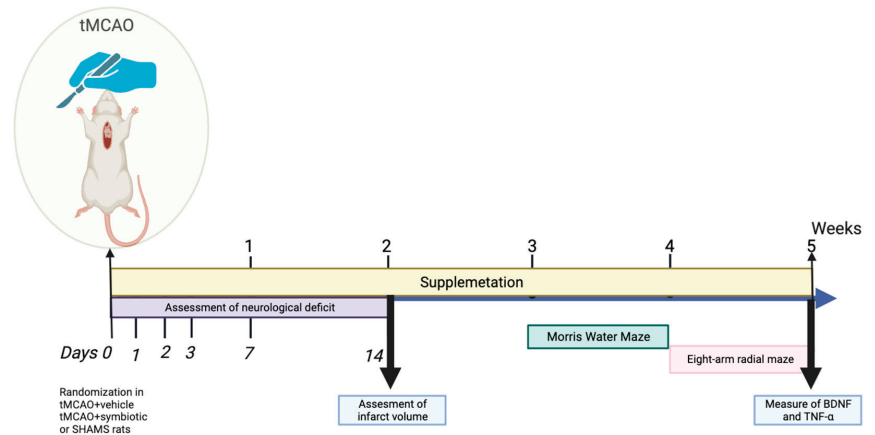 tMCAO
Weeks
1 2 3 4 5
Supplemetation
Assessment of neurological deficit
Days 0 1 2 3 7 14
Morris Water Maze
Eight-arm radial maze
Randomization in
tMCAO+vehicle
tMCAO+symbiotic
or SHAMS rats
Assesment of
infarct volume
Measure of BDNF
and TNF-α